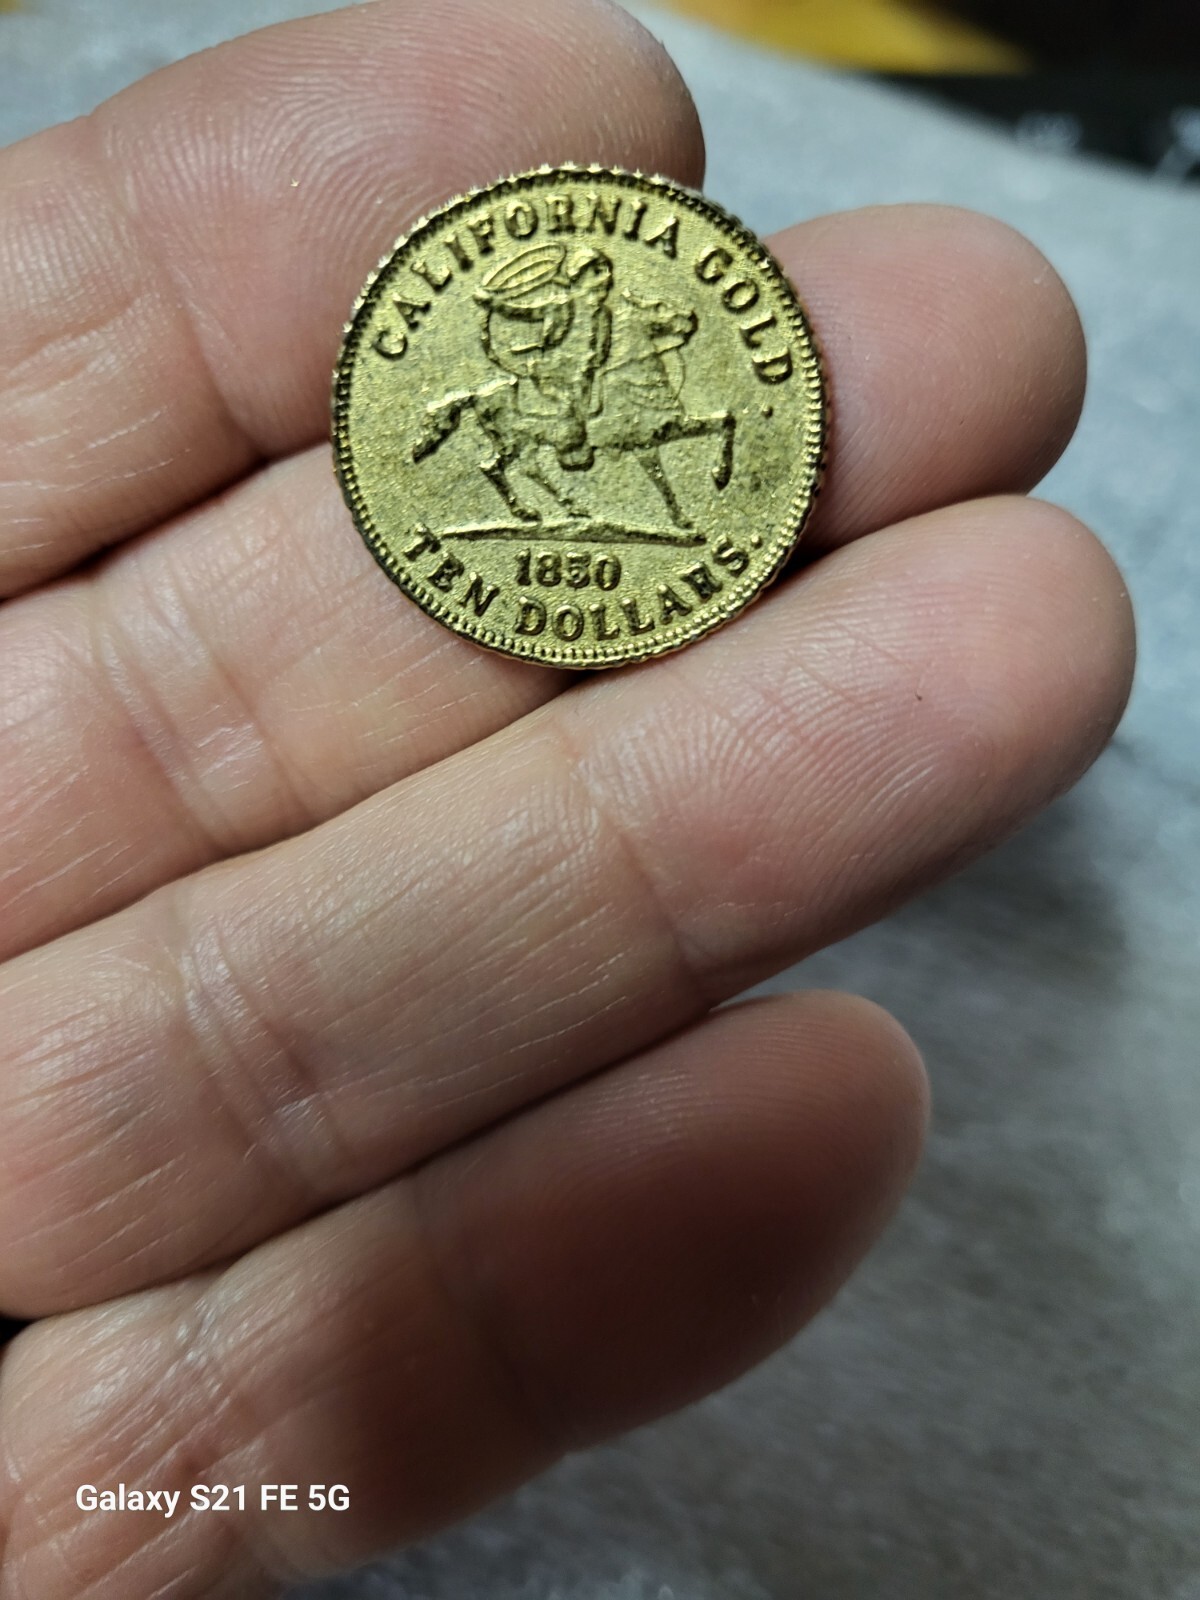 CALIFORNIA GOLD.
1850
TEN DOLLARS.
Galaxy S21 FE 5G